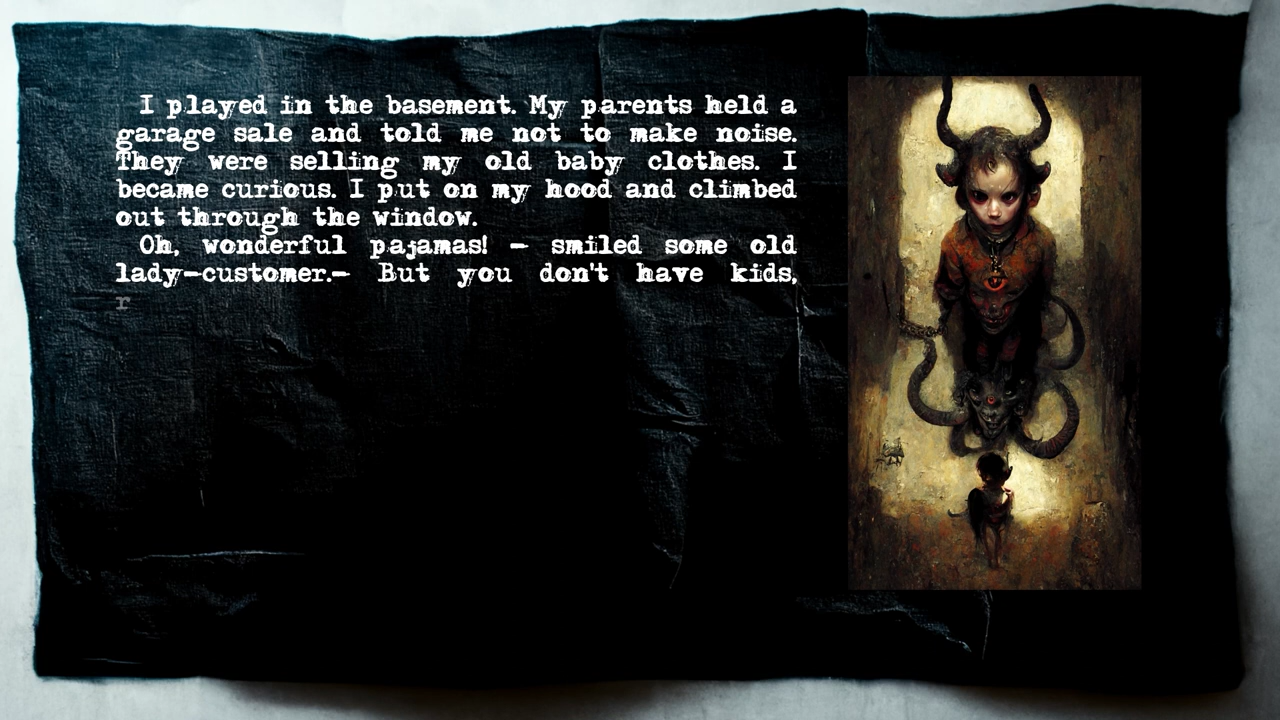 I played in the basement. My parents held a
garage sale and told me not to make noise.
They were selling my old baby clothes. I
became curious. I put on my hood and climbed
out through the window.
Oh, wonderful pajamas! - smiled some old
lady-customer.- But you don't have kids,
r